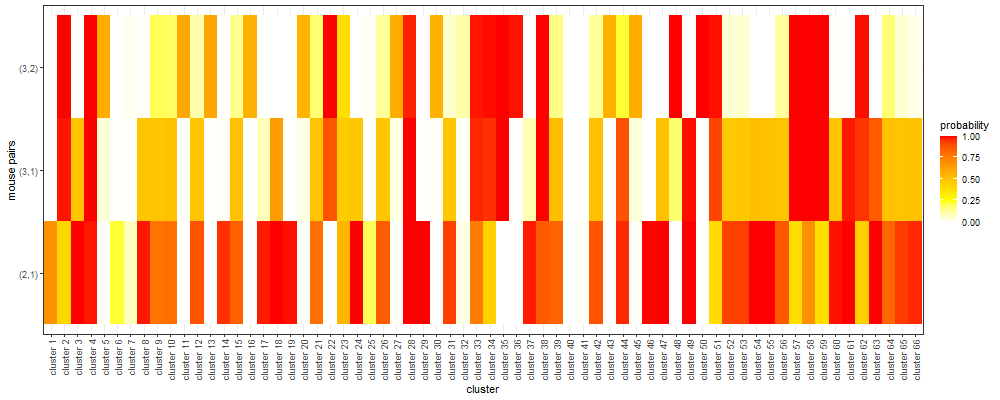 (3,2)
(3,1)
(2,1)
mouse pairs
cluster 1
cluster 2
cluster 3
cluster 4
cluster 5
cluster 6
cluster 7
cluster 8
cluster 9
cluster 10
cluster 11
cluster 12
cluster 13
cluster 14
cluster 15
cluster 16
cluster 17
cluster 18
cluster 19
cluster 20
cluster 21
cluster 22
cluster 23
cluster 24
cluster 25
cluster 26
cluster 27
cluster 28
cluster 29
cluster 30
cluster 31
cluster 32
cluster 33
cluster 34
cluster 35
cluster 36
cluster 37
cluster 38
cluster 39
cluster 40
cluster 41
cluster 42
cluster 43
cluster 44
cluster 45
cluster 46
cluster 47
cluster 48
cluster 49
cluster 50
cluster 51
cluster 52
cluster 53
cluster 54
cluster 55
cluster 56
cluster 57
cluster 58
cluster 59
cluster 60
cluster 61
cluster 62
cluster 63
cluster 64
cluster 65
cluster 66
cluster
probability
1.00
0.75
0.50
0.25
0.00